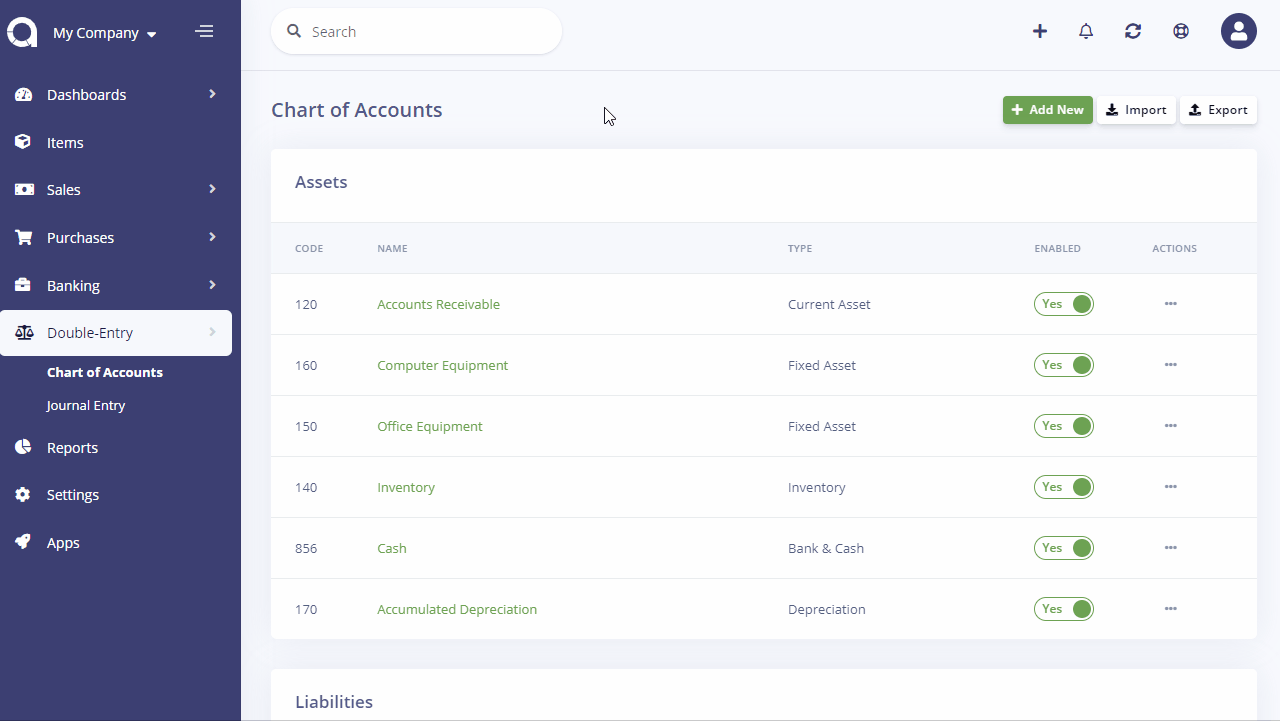 My Company
Search
Dashboards
Items
Sales
Purchases
Banking
Double-Entry
Chart of Accounts
Journal Entry
Reports
Settings
Apps
Chart of Accounts
Add New
Import
Export
Assets
CODE NAME TYPE ENABLED ACTIONS
120 Accounts Receivable Current Asset Yes
160 Computer Equipment Fixed Asset Yes
150 Office Equipment Fixed Asset Yes
140 Inventory Inventory Yes
856 Cash Bank & Cash Yes
170 Accumulated Depreciation Depreciation Yes
Liabilities